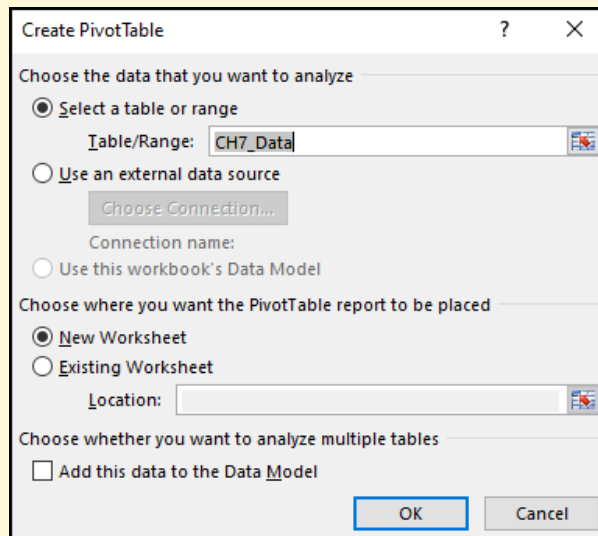 Create PivotTable ? ×
Choose the data that you want to analyze
Select a table or range
Table/Range: CH7_Data
Use an external data source
Choose Connection...
Connection name:
Use this workbook's Data Model
Choose where you want the PivotTable report to be placed
New Worksheet
Existing Worksheet
Location:
Choose whether you want to analyze multiple tables
Add this data to the Data Model
OK Cancel